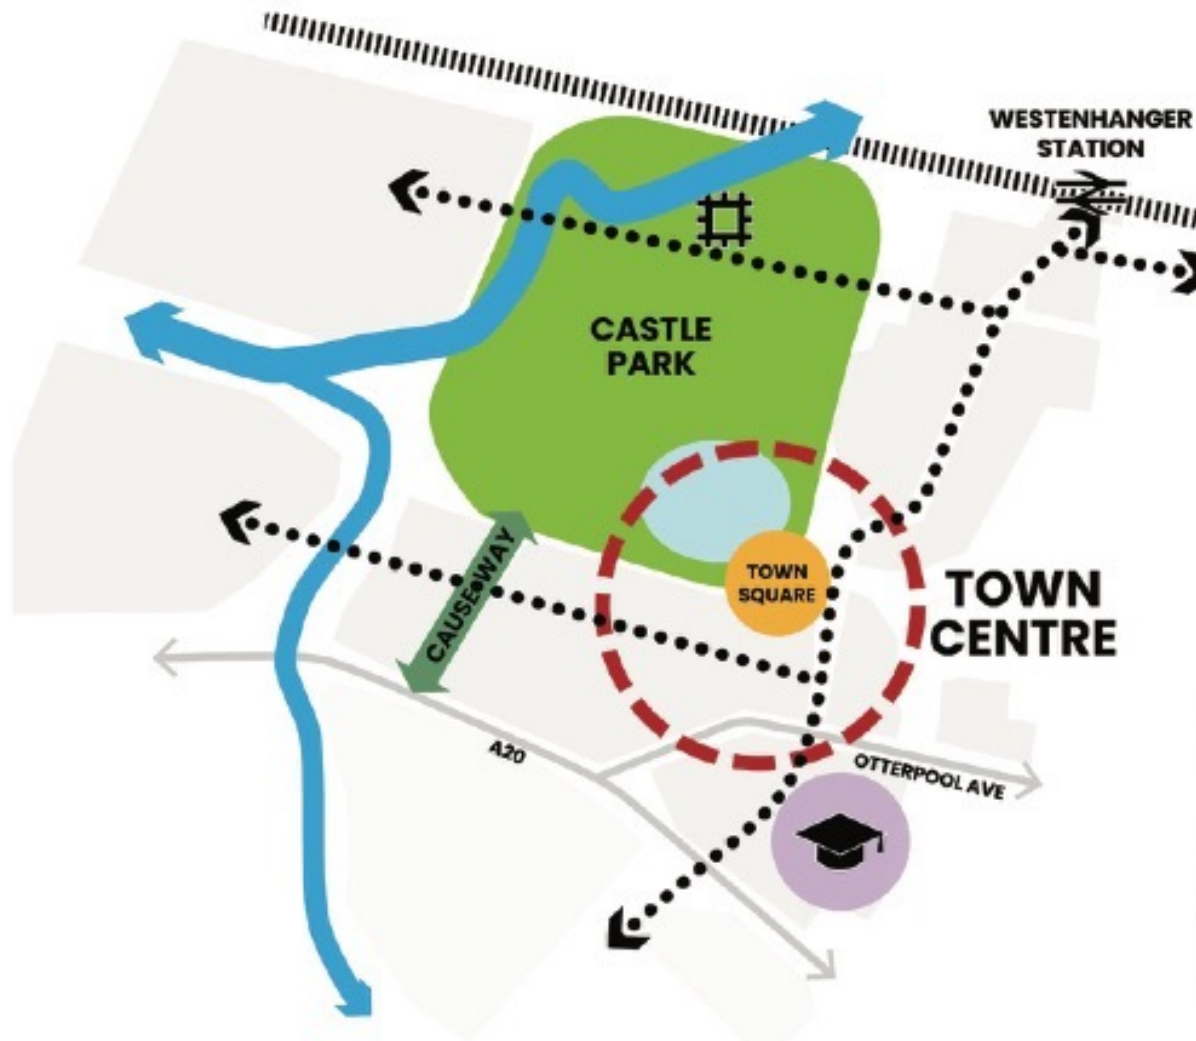 WESTENHANGER
STATION
CASTLE
PARK
CAUSEWAY
TOWN
SQUARE
TOWN
CENTRE
A20
OTTERPOOL AVE